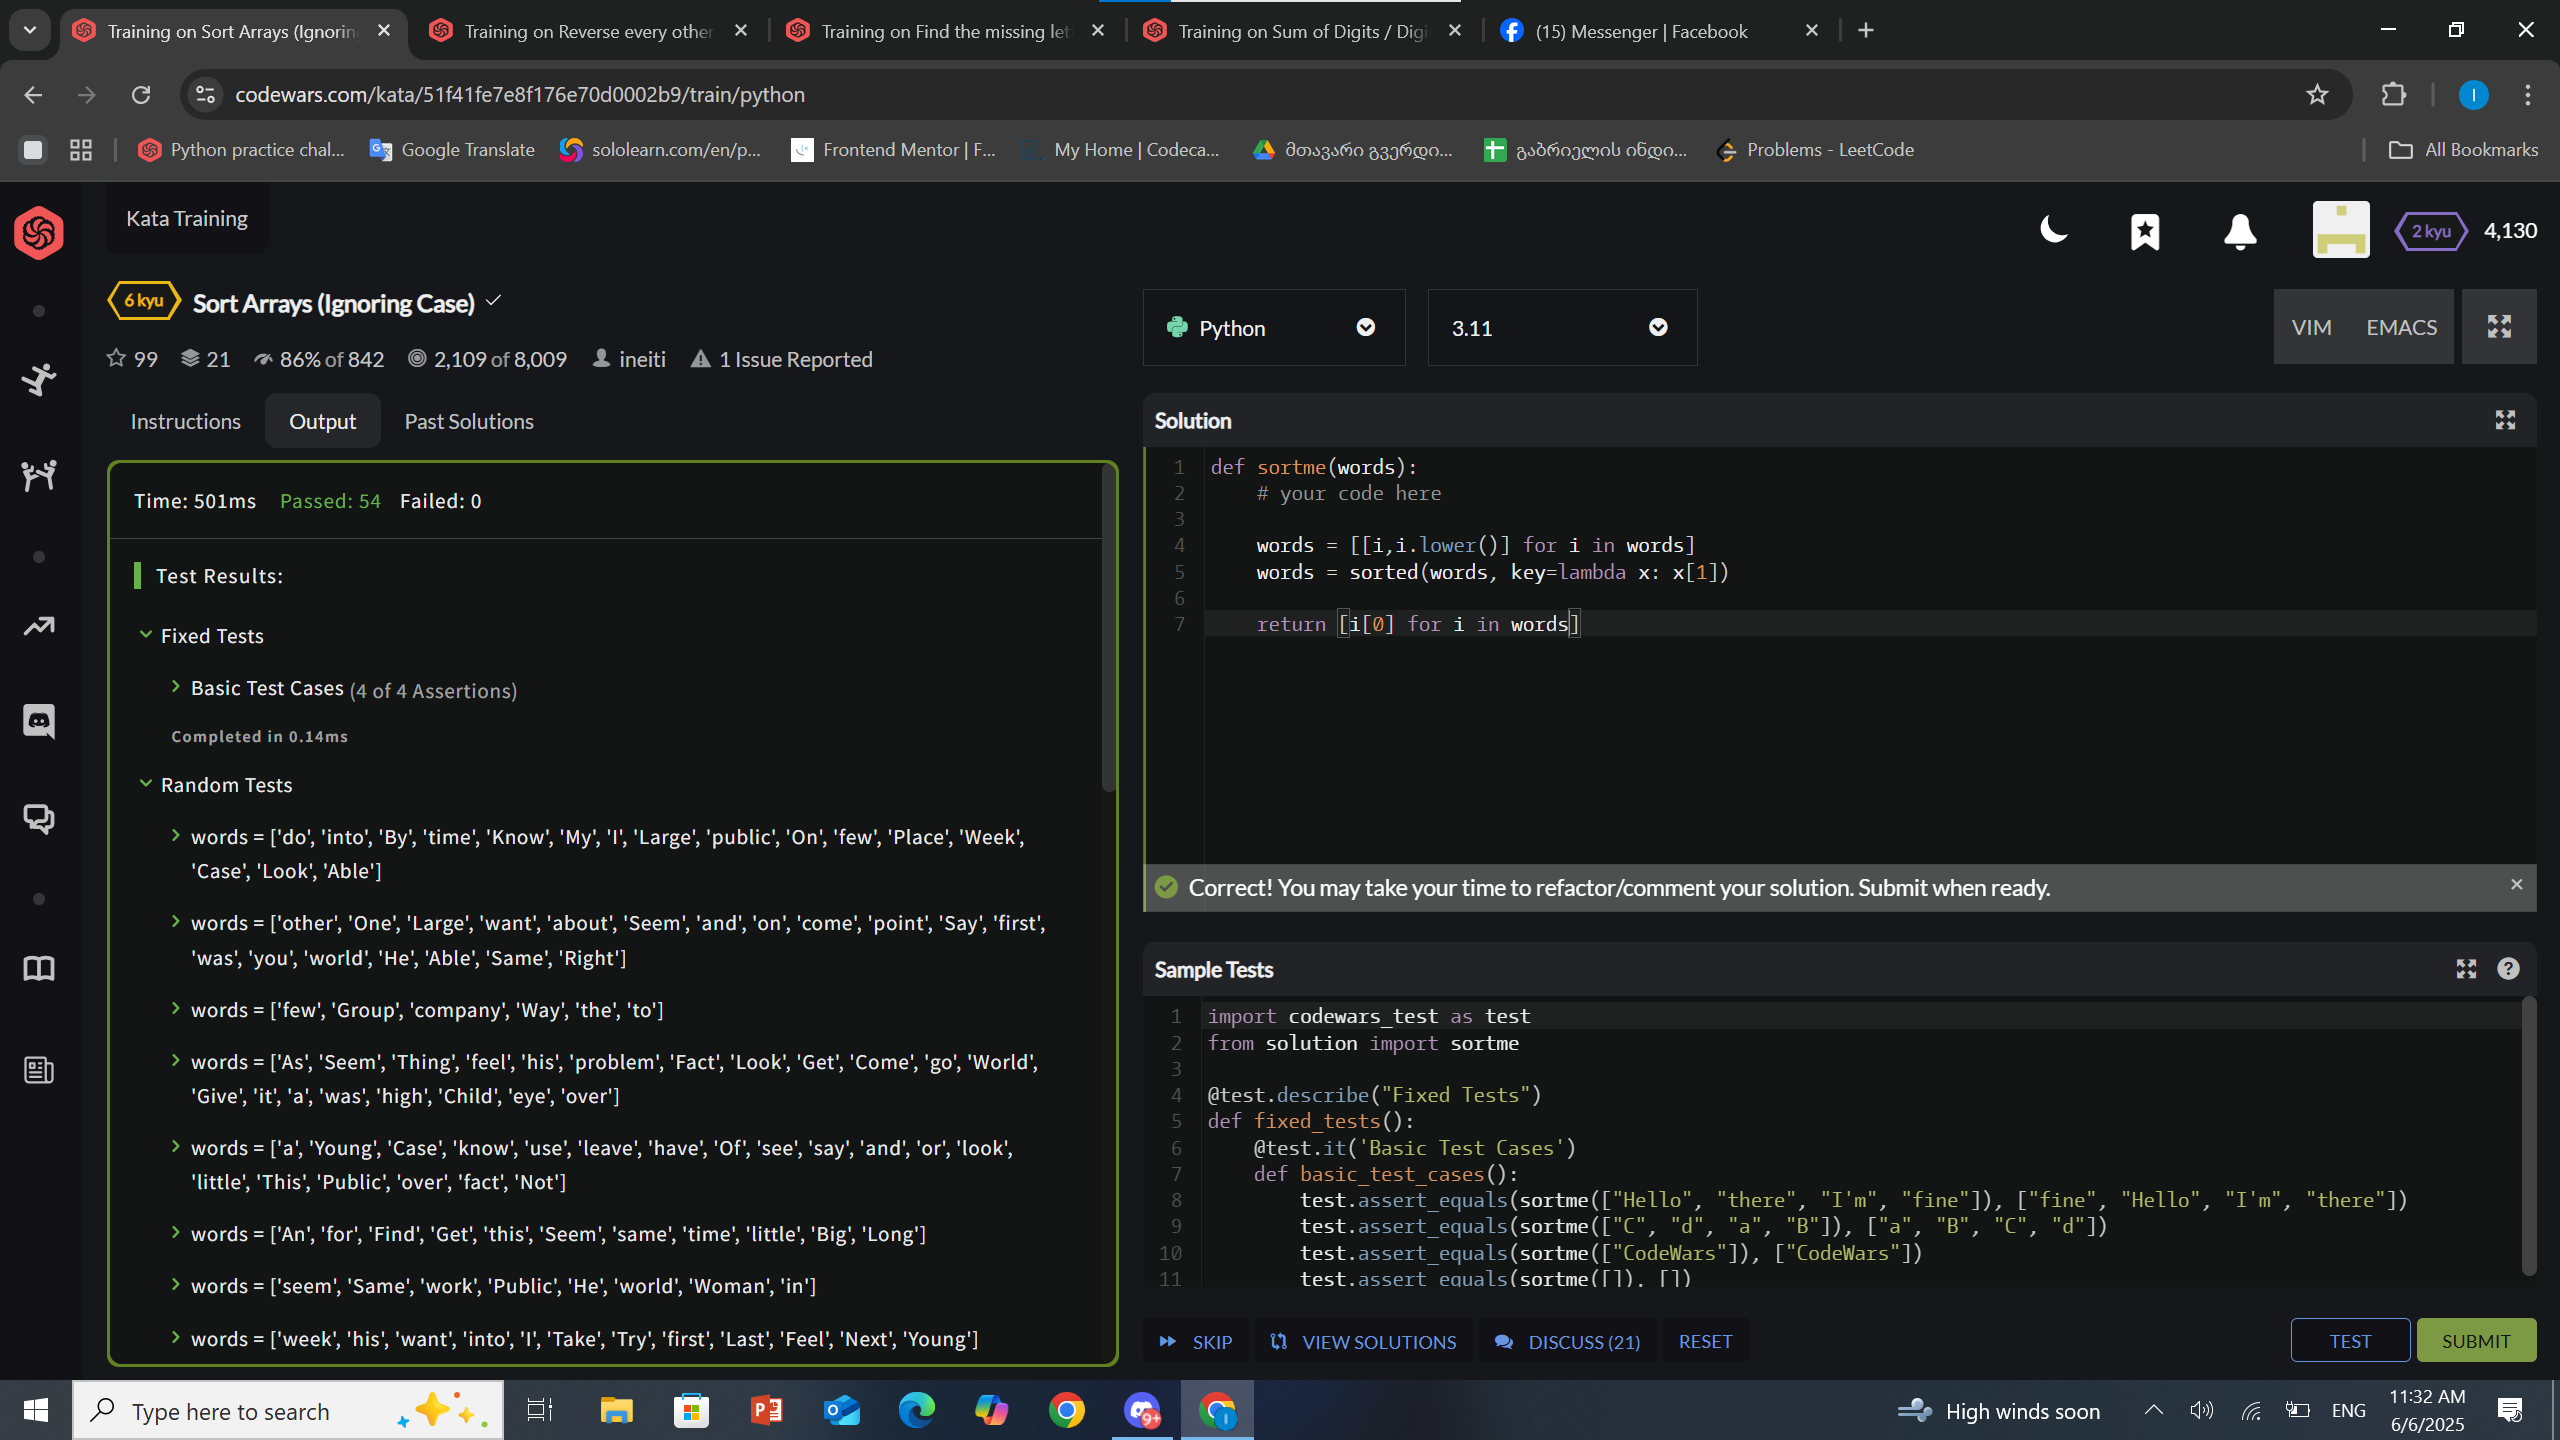 Training on Sort Arrays (Ignorin
Training on Reverse every other
Training on Find the missing let
Training on Sum of Digits / Digi
(15) Messenger | Facebook
codewars.com/kata/51f41fe7e8f176e70d0002b9/train/python
I
Python practice chal...
Google Translate
sololearn.com/en/p...
Frontend Mentor | F...
My Home | Codeca...
მთავარი გვერდი...
გაბრიელის ინდი...
Problems - LeetCode
All Bookmarks
Kata Training
2 kyu
4,130
6 kyu
Sort Arrays (Ignoring Case)
99
21
86% of 842
2,109 of 8,009
ineiti
1 Issue Reported
Python
3.11
VIM
EMACS
Instructions
Output
Past Solutions
Time: 501ms Passed: 54 Failed: 0
Test Results:
Fixed Tests
Basic Test Cases (4 of 4 Assertions)
Completed in 0.14ms
Random Tests
words = ['do', 'into', 'By', 'time', 'Know', 'My', 'I', 'Large', 'public', 'On', 'few', 'Place', 'Week',
'Case', 'Look', 'Able']
words = ['other', 'One', 'Large', 'want', 'about', 'Seem', 'and', 'on', 'come', 'point', 'Say', 'first',
'was', 'you', 'world', 'He', 'Able', 'Same', 'Right']
words = ['few', 'Group', 'company', 'Way', 'the', 'to']
words = ['As', 'Seem', 'Thing', 'feel', 'his', 'problem', 'Fact', 'Look', 'Get', 'Come', 'go', 'World',
'Give', 'it', 'a', 'was', 'high', 'Child', 'eye', 'over']
words = ['a', 'Young', 'Case', 'know', 'use', 'leave', 'have', 'Of', 'see', 'say', 'and', 'or', 'look',
'little', 'This', 'Public', 'over', 'fact', 'Not']
words = ['An', 'for', 'Find', 'Get', 'this', 'Seem', 'same', 'time', 'little', 'Big', 'Long']
words = ['seem', 'Same', 'work', 'Public', 'He', 'world', 'Woman', 'in']
words = ['week', 'his', 'want', 'into', 'I', 'Take', 'Try', 'first', 'Last', 'Feel', 'Next', 'Young']
Solution
1 def sortme(words):
2 # your code here
3
4 words = [[i,i.lower()] for i in words]
5 words = sorted(words, key=lambda x: x[1])
6
7 return [i[0] for i in words]
Correct! You may take your time to refactor/comment your solution. Submit when ready.
Sample Tests
1 import codewars_test as test
2 from solution import sortme
3
4 @test.describe("Fixed Tests")
5 def fixed_tests():
6 @test.it('Basic Test Cases')
7 def basic_test_cases():
8 test.assert_equals(sortme(["Hello", "there", "I'm", "fine"]), ["fine", "Hello", "I'm", "there"])
9 test.assert_equals(sortme(["C", "d", "a", "B"]), ["a", "B", "C", "d"])
10 test.assert_equals(sortme(["CodeWars"]), ["CodeWars"])
11 test.assert_equals(sortme([]), [])
SKIP
VIEW SOLUTIONS
DISCUSS (21)
RESET
TEST
SUBMIT
Type here to search
9+
High winds soon
ENG
11:32 AM
6/6/2025